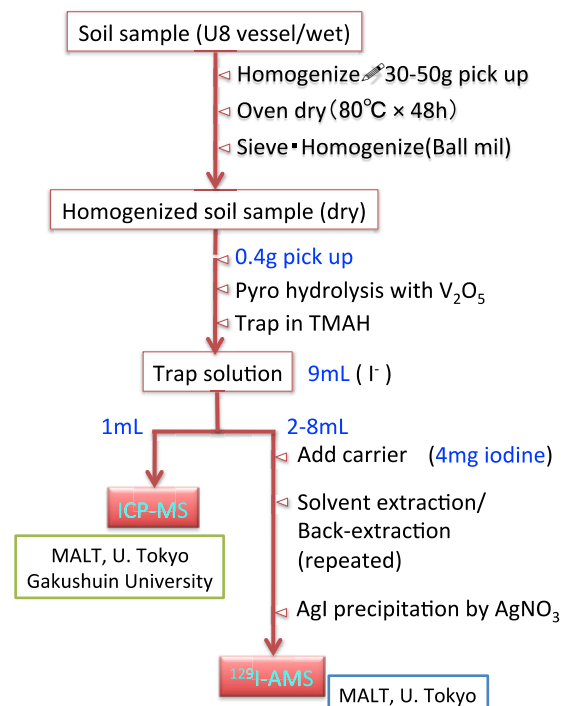 Soil sample (U8 vessel/wet)
Homogenize 30-50g pick up
Oven dry（80℃ × 48h）
Sieve・Homogenize(Ball mil)
Homogenized soil sample (dry)
0.4g pick up
Pyro hydrolysis with V₂O₅
Trap in TMAH
Trap solution 9mL ( I⁻ )
1mL 2-8mL
Add carrier (4mg iodine)
Solvent extraction/
Back-extraction
(repeated)
ICP-MS
MALT, U. Tokyo
Gakushuin University
AgI precipitation by AgNO₃
¹²⁹I-AMS
MALT, U. Tokyo